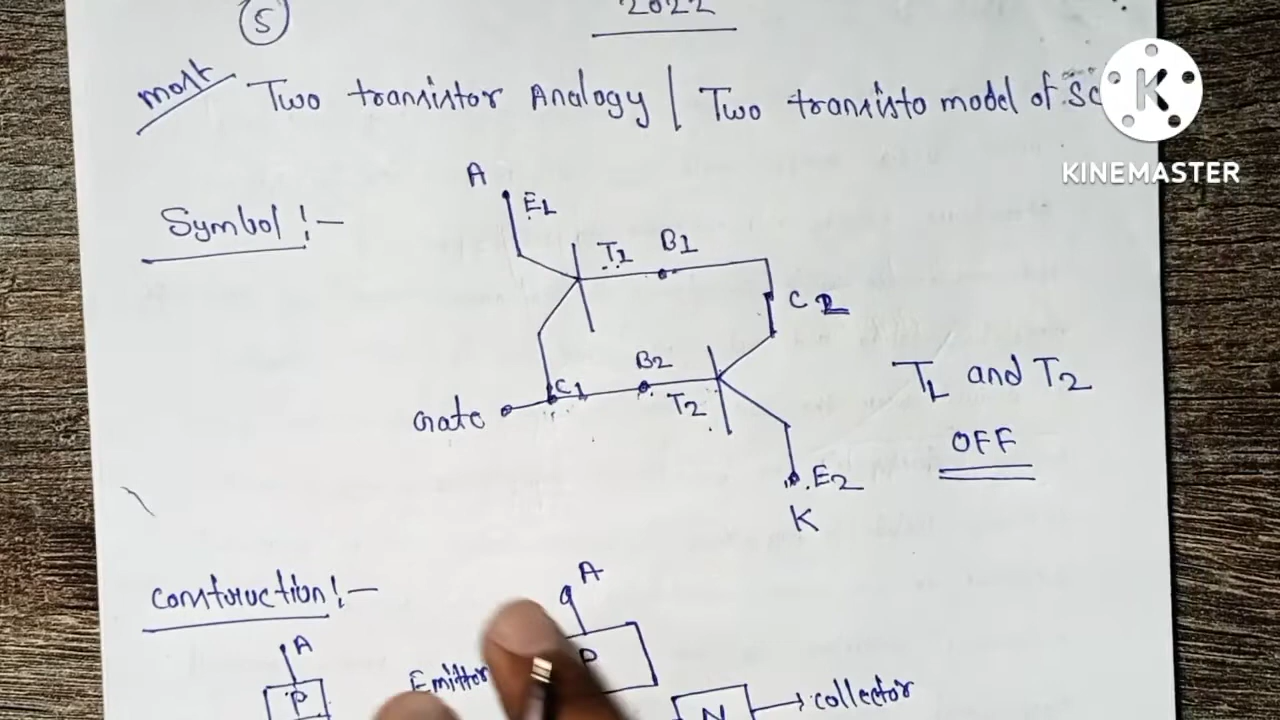 5
2022
most
Two transistor Analogy | Two transisto model of SC
KINEMASTER
Symbol :-
A
E1
T1
B1
C2
B2
C1
Gate
T2
T1 and T2
OFF
E2
K
Construction :-
A
A
P
Emitter
P
N
collector